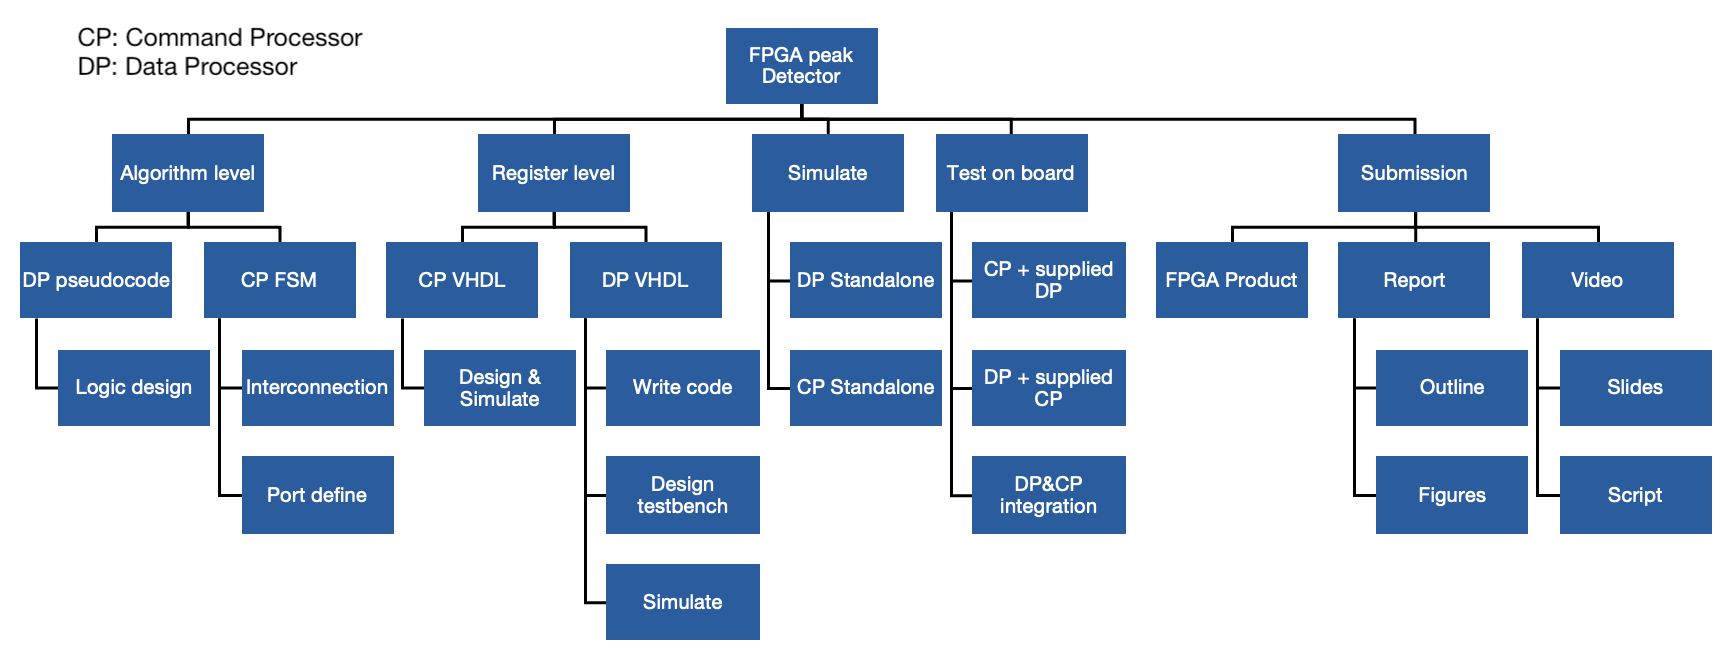 CP: Command Processor
DP: Data Processor
FPGA peak
Detector
Algorithm level
Register level
Simulate
Test on board
Submission
DP pseudocode
CP FSM
CP VHDL
DP VHDL
DP Standalone
CP + supplied
DP
FPGA Product
Report
Video
Logic design
Interconnection
Design &
Simulate
Write code
CP Standalone
DP + supplied
CP
Outline
Slides
Port define
Design
testbench
DP&CP
integration
Figures
Script
Simulate